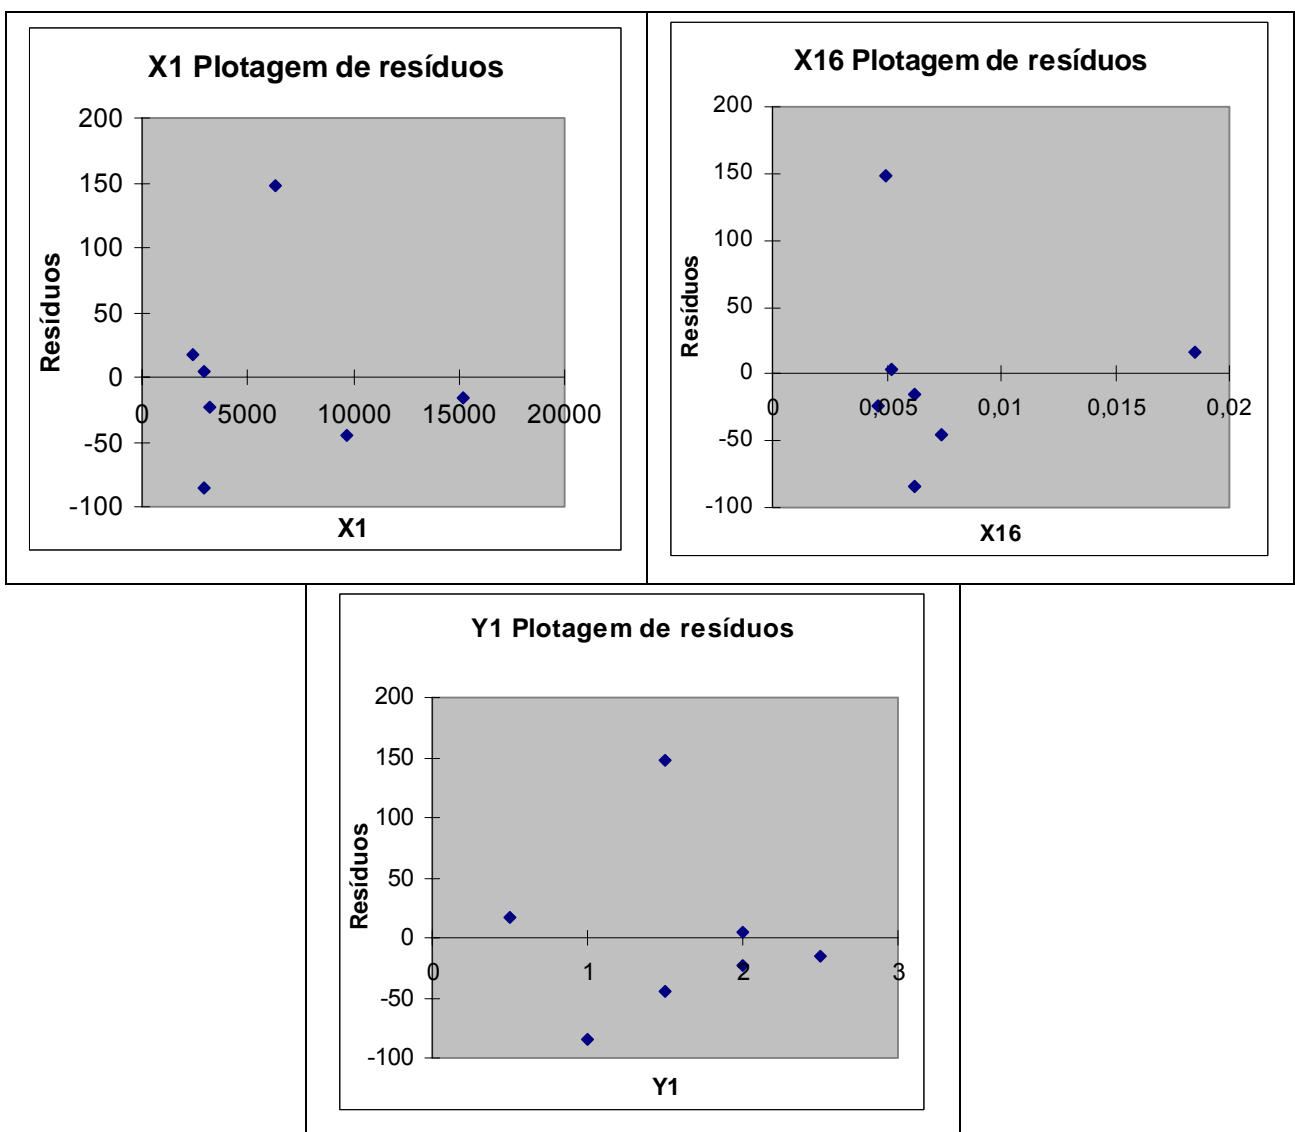 X1 Plotagem de resíduos
200
150
100
50
0
-50
-100
Resíduos
0 5000 10000 15000 20000
X1
X16 Plotagem de resíduos
200
150
100
50
0
-50
-100
Resíduos
0 0,005 0,01 0,015 0,02
X16
Y1 Plotagem de resíduos
200
150
100
50
0
-50
-100
Resíduos
0 1 2 3
Y1